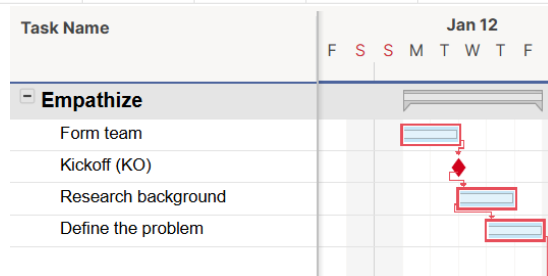 Task Name
Jan 12
F S S M T W T F
Empathize
Form team
Kickoff (KO)
Research background
Define the problem